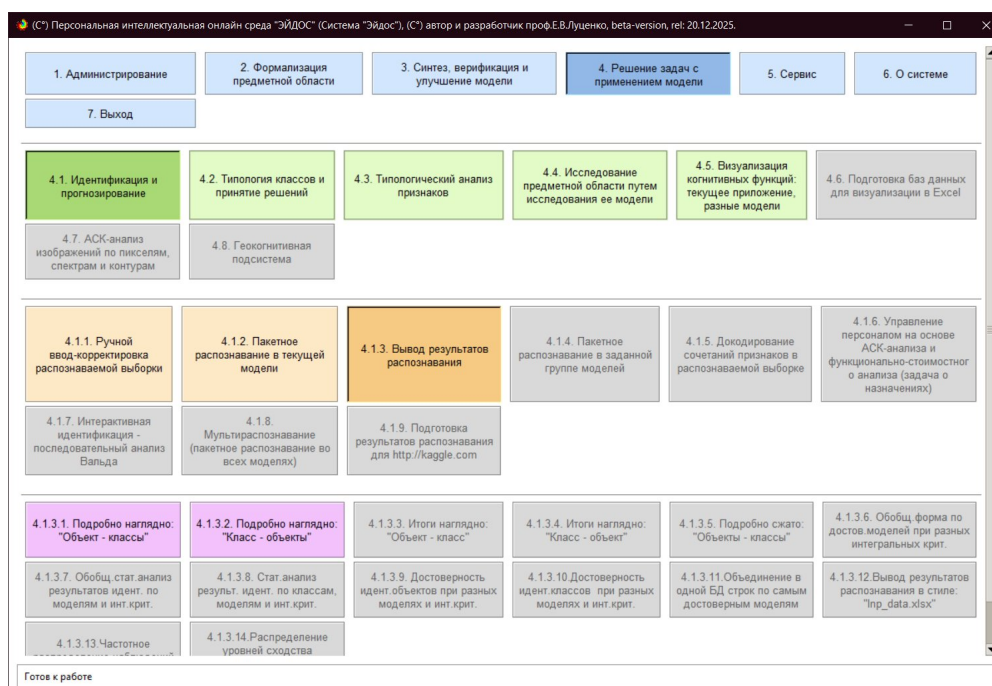 (C°) Персональная интеллектуальная онлайн среда "ЭЙДОС" (Система "Эйдос"), (C°) автор и разработчик проф.Е.В.Луценко, beta-version, rel: 20.12.2025.
1. Администрирование
2. Формализация
предметной области
3. Синтез, верификация и
улучшение модели
4. Решение задач с
применением модели
5. Сервис
6. О системе
7. Выход
4.1. Идентификация и
прогнозирование
4.2. Типология классов и
принятие решений
4.3. Типологический анализ
признаков
4.4. Исследование
предметной области путем
исследования ее модели
4.5. Визуализация
когнитивных функций:
текущее приложение,
разные модели
4.6. Подготовка баз данных
для визуализации в Excel
4.7. АСК-анализ
изображений по пикселям,
спектрам и контурам
4.8. Геокогнитивная
подсистема
4.1.1. Ручной
ввод-корректировка
распознаваемой выборки
4.1.2. Пакетное
распознавание в текущей
модели
4.1.3. Вывод результатов
распознавания
4.1.4. Пакетное
распознавание в заданной
группе моделей
4.1.5. Докодирование
сочетаний признаков в
распознаваемой выборке
4.1.6. Управление
персоналом на основе
АСК-анализа и
функционально-стоимостног
о анализа (задача о
назначениях)
4.1.7. Интерактивная
идентификация -
последовательный анализ
Вальда
4.1.8.
Мультираспознавание
(пакетное распознавание во
всех моделях)
4.1.9. Подготовка
результатов распознавания
для http://kaggle.com
4.1.3.1. Подробно наглядно:
"Объект - классы"
4.1.3.2. Подробно наглядно:
"Класс - объекты"
4.1.3.3. Итоги наглядно:
"Объект - класс"
4.1.3.4. Итоги наглядно:
"Класс - объект"
4.1.3.5. Подробно сжато:
"Объекты - классы"
4.1.3.6. Обобщ.форма по
достов.моделей при разных
интегральных крит.
4.1.3.7. Обобщ.стат.анализ
результатов идент. по
моделям и инт.крит.
4.1.3.8. Стат.анализ
результ. идент. по классам,
моделям и инт.крит.
4.1.3.9. Достоверность
идент.объектов при разных
моделях и инт.крит.
4.1.3.10.Достоверность
идент.классов при разных
моделях и инт.крит.
4.1.3.11.Объединение в
одной БД строк по самым
достоверным моделям
4.1.3.12.Вывод результатов
распознавания в стиле:
"Inp_data.xlsx"
4.1.3.13.Частотное
4.1.3.14.Распределение
уровней сходства
Готов к работе